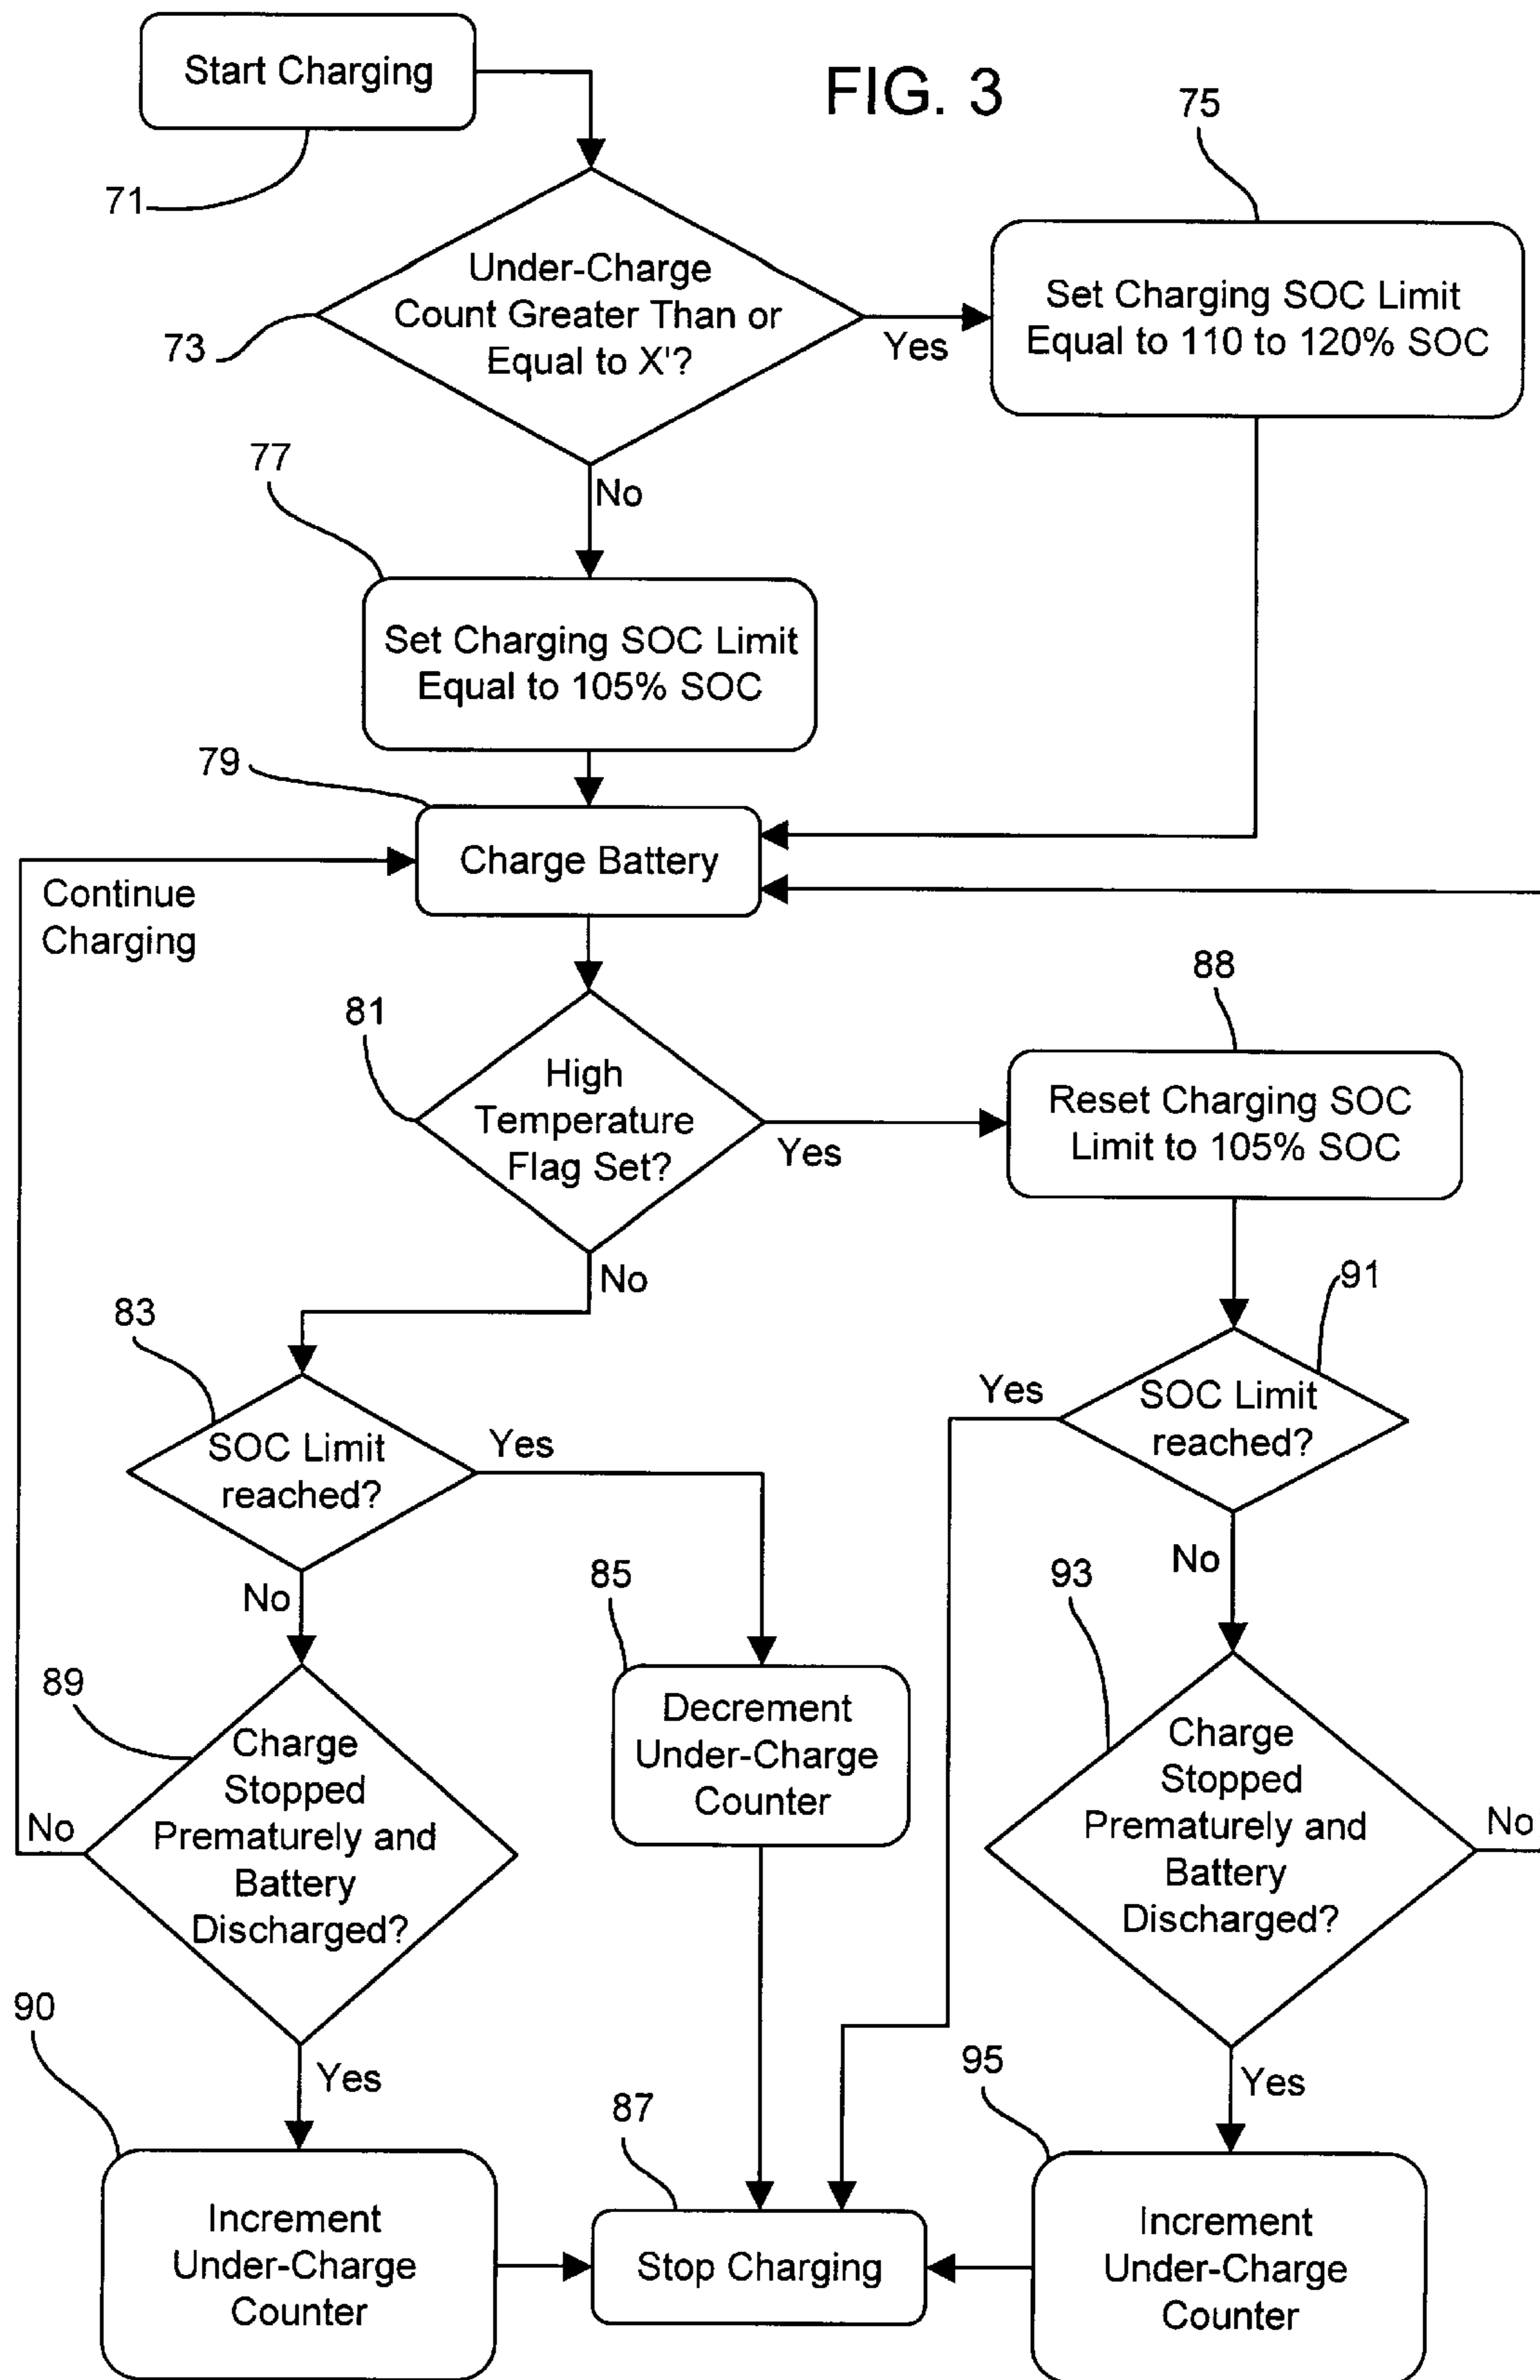 Start Charging
FIG. 3
75
71
Under-Charge
Count Greater Than or
Equal to X'?
73
Yes
Set Charging SOC Limit
Equal to 110 to 120% SOC
77
No
Set Charging SOC Limit
Equal to 105% SOC
79
Charge Battery
Continue
Charging
81
High
Temperature
Flag Set?
Yes
88
Reset Charging SOC
Limit to 105% SOC
No
91
83
SOC Limit
reached?
Yes
Yes
SOC Limit
reached?
No
No
85
93
Decrement
Under-Charge
Counter
89
Charge
Stopped
Prematurely and
Battery
Discharged?
No
Charge
Stopped
Prematurely and
Battery
Discharged?
No
90
Yes
87
95
Yes
Increment
Under-Charge
Counter
Stop Charging
Increment
Under-Charge
Counter